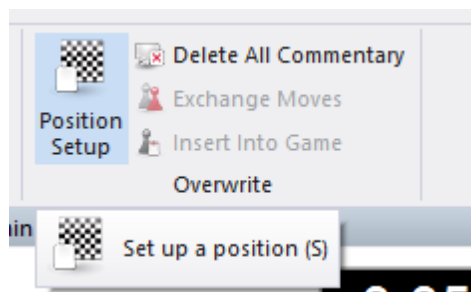 Delete All Commentary
Exchange Moves
Position
Setup
Insert Into Game
Overwrite
Set up a position (S)